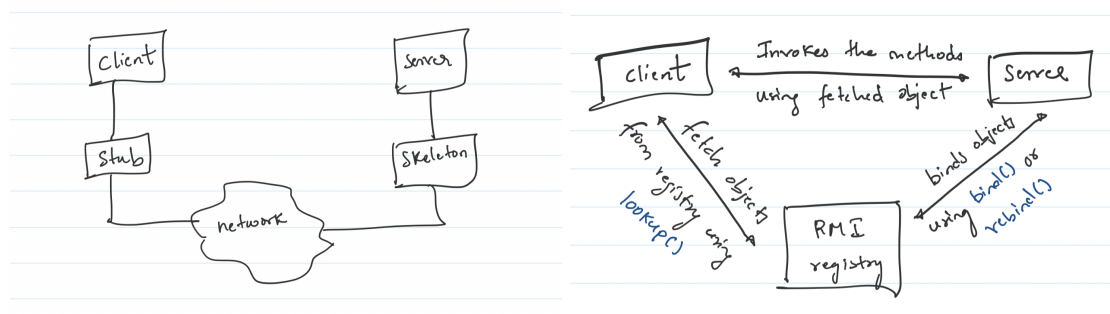 Client
Server
Stub
Skeleton
network
Client
Invokes the methods
using fetched object
Server
fetch objects
from registry using
lookup()
binds objects
using bind() or
rebind()
RMI
registry